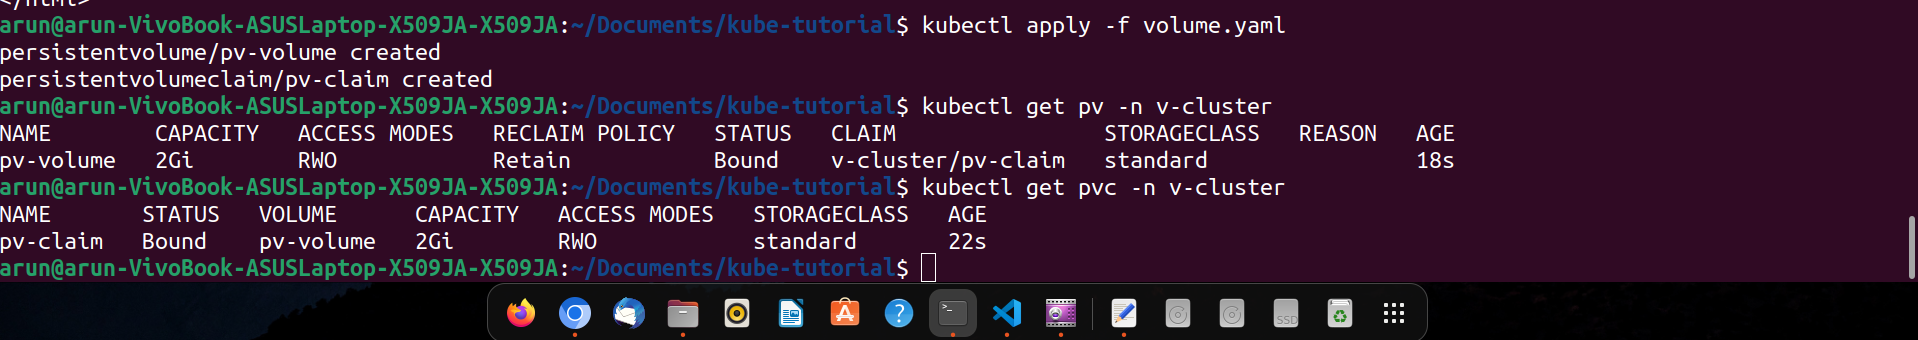 </html>
arun@arun-VivoBook-ASUSLaptop-X509JA-X509JA:~/Documents/kube-tutorial$ kubectl apply -f volume.yaml
persistentvolume/pv-volume created
persistentvolumeclaim/pv-claim created
arun@arun-VivoBook-ASUSLaptop-X509JA-X509JA:~/Documents/kube-tutorial$ kubectl get pv -n v-cluster
NAME        CAPACITY   ACCESS MODES   RECLAIM POLICY   STATUS   CLAIM                STORAGECLASS   REASON   AGE
pv-volume   2Gi        RWO            Retain           Bound    v-cluster/pv-claim   standard                18s
arun@arun-VivoBook-ASUSLaptop-X509JA-X509JA:~/Documents/kube-tutorial$ kubectl get pvc -n v-cluster
NAME       STATUS   VOLUME      CAPACITY   ACCESS MODES   STORAGECLASS   AGE
pv-claim   Bound    pv-volume   2Gi        RWO            standard       22s
arun@arun-VivoBook-ASUSLaptop-X509JA-X509JA:~/Documents/kube-tutorial$
SSD